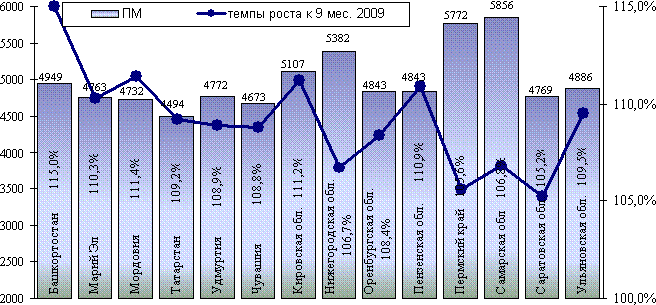 ПМ
темпы роста к 9 мес. 2009
6000
5500
5000
4500
4000
3500
3000
2500
2000
115,0%
110,0%
105,0%
100,0%
4949
4763
4732
4494
4772
4673
5107
5382
4843
4843
5772
5856
4769
4886
Башкортостан 115,0%
Марий Эл 110,3%
Мордовия 111,4%
Татарстан 109,2%
Удмуртия 108,9%
Чувашия 108,8%
Кировская обл. 111,2%
Нижегородская обл.
106,7%
Оренбургская обл.
108,4%
Пензенская обл. 110,9%
Пермский край
Самарская обл.
Саратовская обл. 105,2%
Ульяновская обл. 109,5%